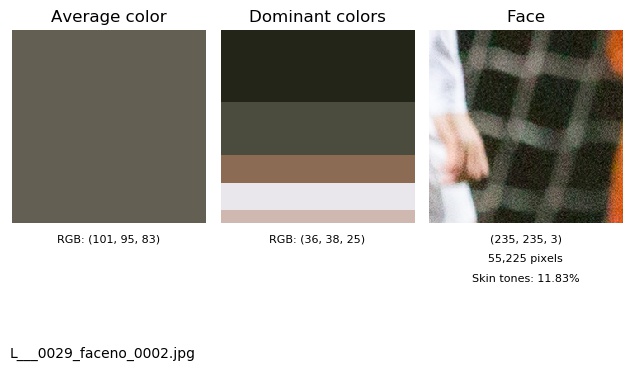 Average color
Dominant colors
Face
RGB: (101, 95, 83)
RGB: (36, 38, 25)
(235, 235, 3)
55,225 pixels
Skin tones: 11.83%
L___0029_faceno_0002.jpg